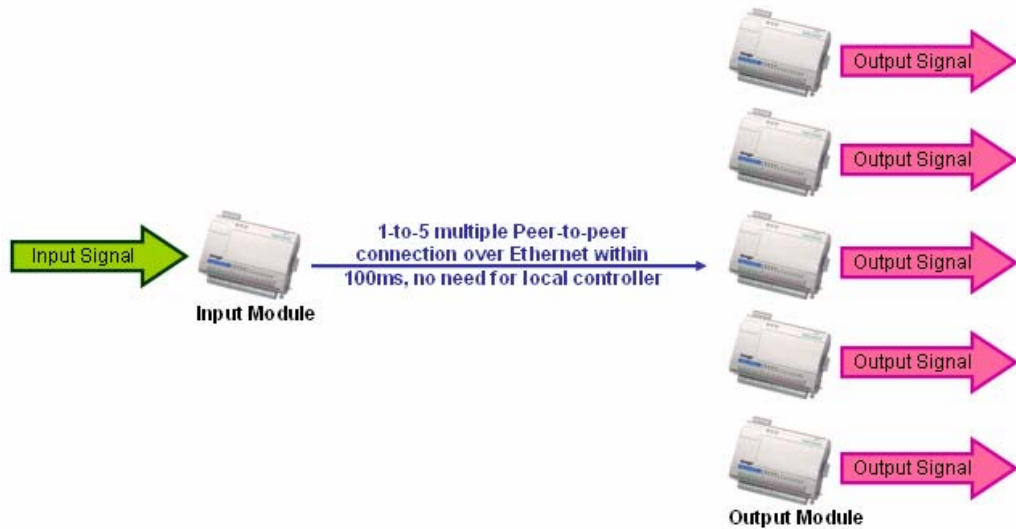 Output Signal
Output Signal
1-to-5 multiple Peer-to-peer
connection over Ethernet within
100ms, no need for local controller
Input Signal
Output Signal
Input Module
Output Signal
Output Signal
Output Module